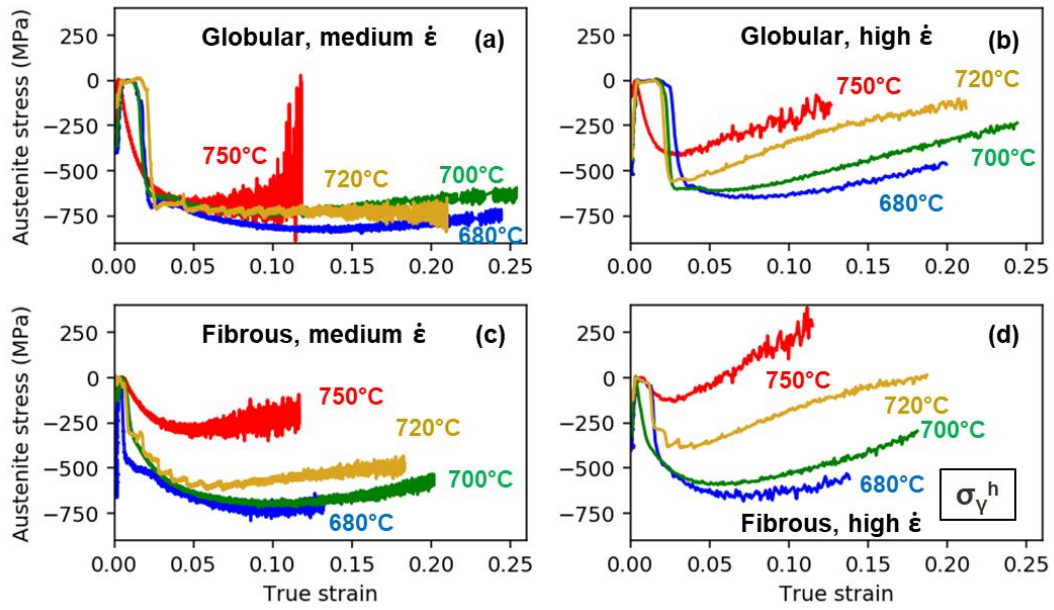 Globular, medium ε̇ (a)
Globular, high ε̇ (b)
Austenite stress (MPa)
250
0
−250
−500
−750
750°C
720°C
700°C
680°C
0.00 0.05 0.10 0.15 0.20 0.25
250
0
−250
−500
−750
750°C
720°C
700°C
680°C
0.00 0.05 0.10 0.15 0.20 0.25
Fibrous, medium ε̇ (c)
(d)
Austenite stress (MPa)
250
0
−250
−500
−750
750°C
720°C
700°C
680°C
0.00 0.05 0.10 0.15 0.20 0.25
True strain
250
0
−250
−500
−750
750°C
720°C
700°C
680°C
σγʰ
Fibrous, high ε̇
0.00 0.05 0.10 0.15 0.20 0.25
True strain